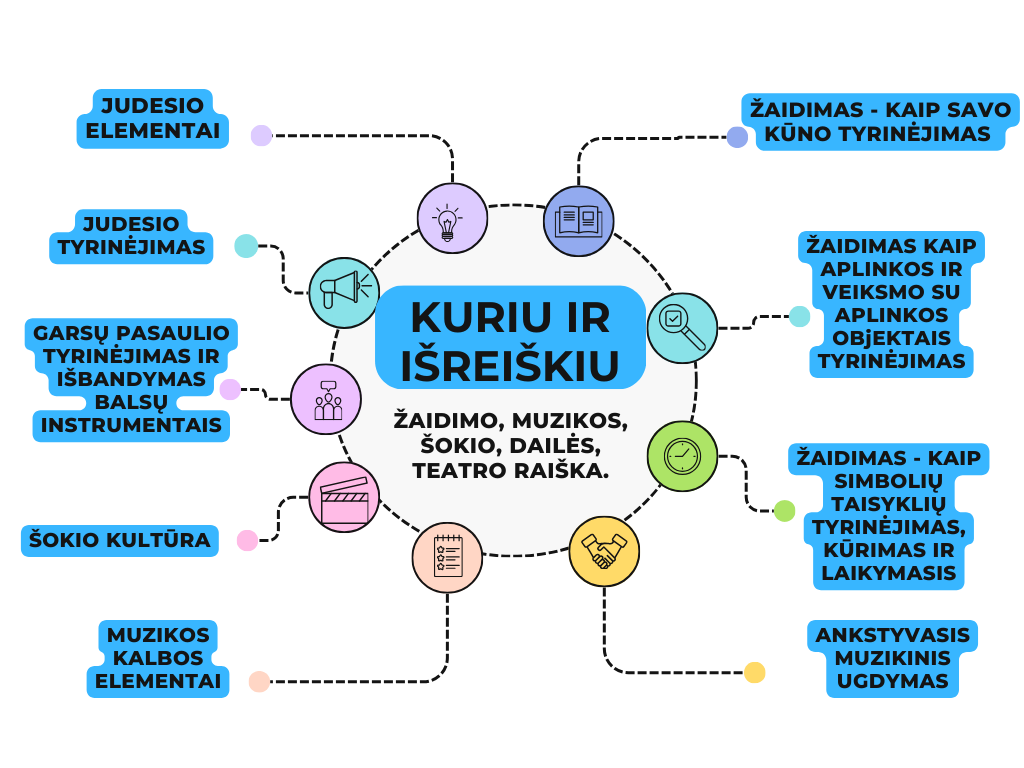 JUDESIO
ELEMENTAI
JUDESIO
TYRINĖJIMAS
GARSŲ PASAULIO
TYRINĖJIMAS IR
IŠBANDYMAS
BALSŲ
INSTRUMENTAIS
ŠOKIO KULTŪRA
MUZIKOS
KALBOS
ELEMENTAI
KURIU IR
IŠREIŠKIU
ŽAIDIMO, MUZIKOS,
ŠOKIO, DAILĖS,
TEATRO RAIŠKA.
ŽAIDIMAS - KAIP SAVO
KŪNO TYRINĖJIMAS
ŽAIDIMAS KAIP
APLINKOS IR
VEIKSMO SU
APLINKOS
OBjEKTAIS
TYRINĖJIMAS
ŽAIDIMAS - KAIP
SIMBOLIŲ
TAISYKLIŲ
TYRINĖJIMAS,
KŪRIMAS IR
LAIKYMASIS
ANKSTYVASIS
MUZIKINIS
UGDYMAS